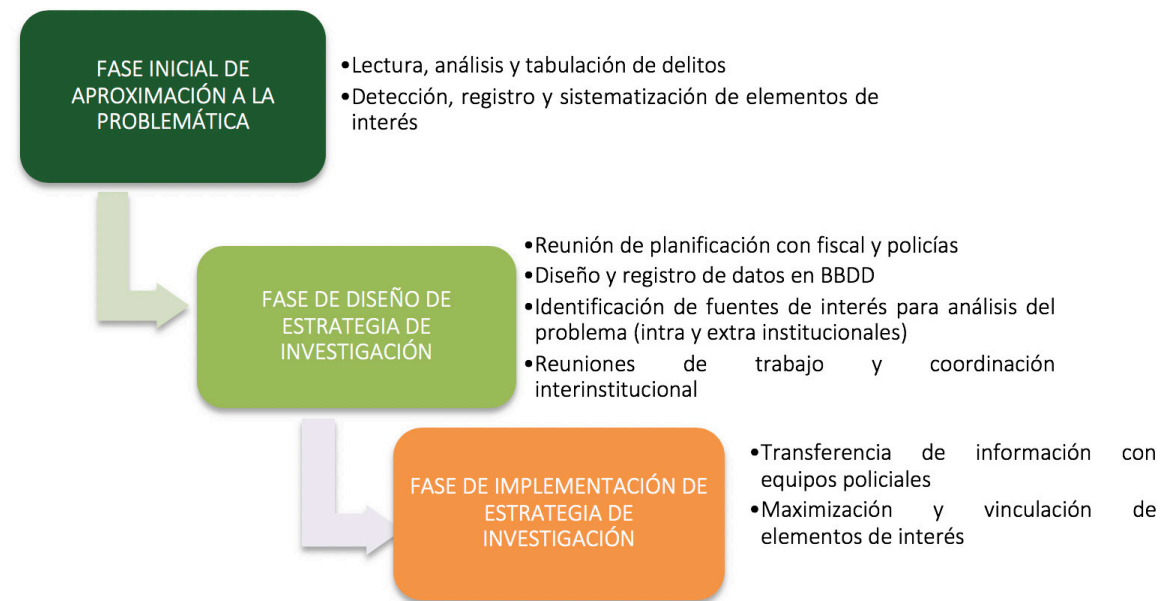 FASE INICIAL DE
APROXIMACIÓN A LA
PROBLEMÁTICA
•Lectura, análisis y tabulación de delitos
•Detección, registro y sistematización de elementos de
interés
FASE DE DISEÑO DE
ESTRATEGIA DE
INVESTIGACIÓN
•Reunión de planificación con fiscal y policías
•Diseño y registro de datos en BBDD
•Identificación de fuentes de interés para análisis del
problema (intra y extra institucionales)
•Reuniones de trabajo y coordinación
interinstitucional
FASE DE IMPLEMENTACIÓN DE
ESTRATEGIA DE
INVESTIGACIÓN
•Transferencia de información con
equipos policiales
•Maximización y vinculación de
elementos de interés